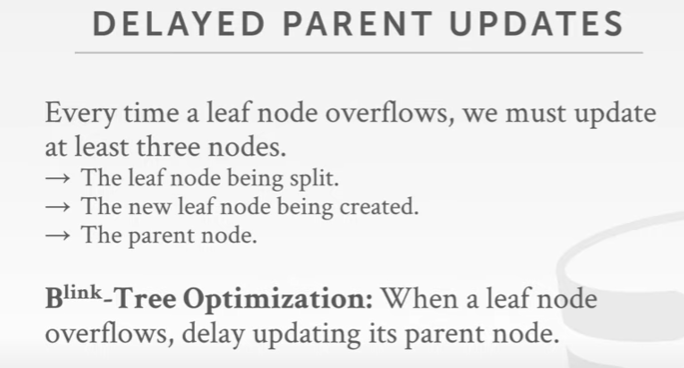 DELAYED PARENT UPDATES
Every time a leaf node overflows, we must update
at least three nodes.
→ The leaf node being split.
→ The new leaf node being created.
→ The parent node.
Blink-Tree Optimization: When a leaf node
overflows, delay updating its parent node.